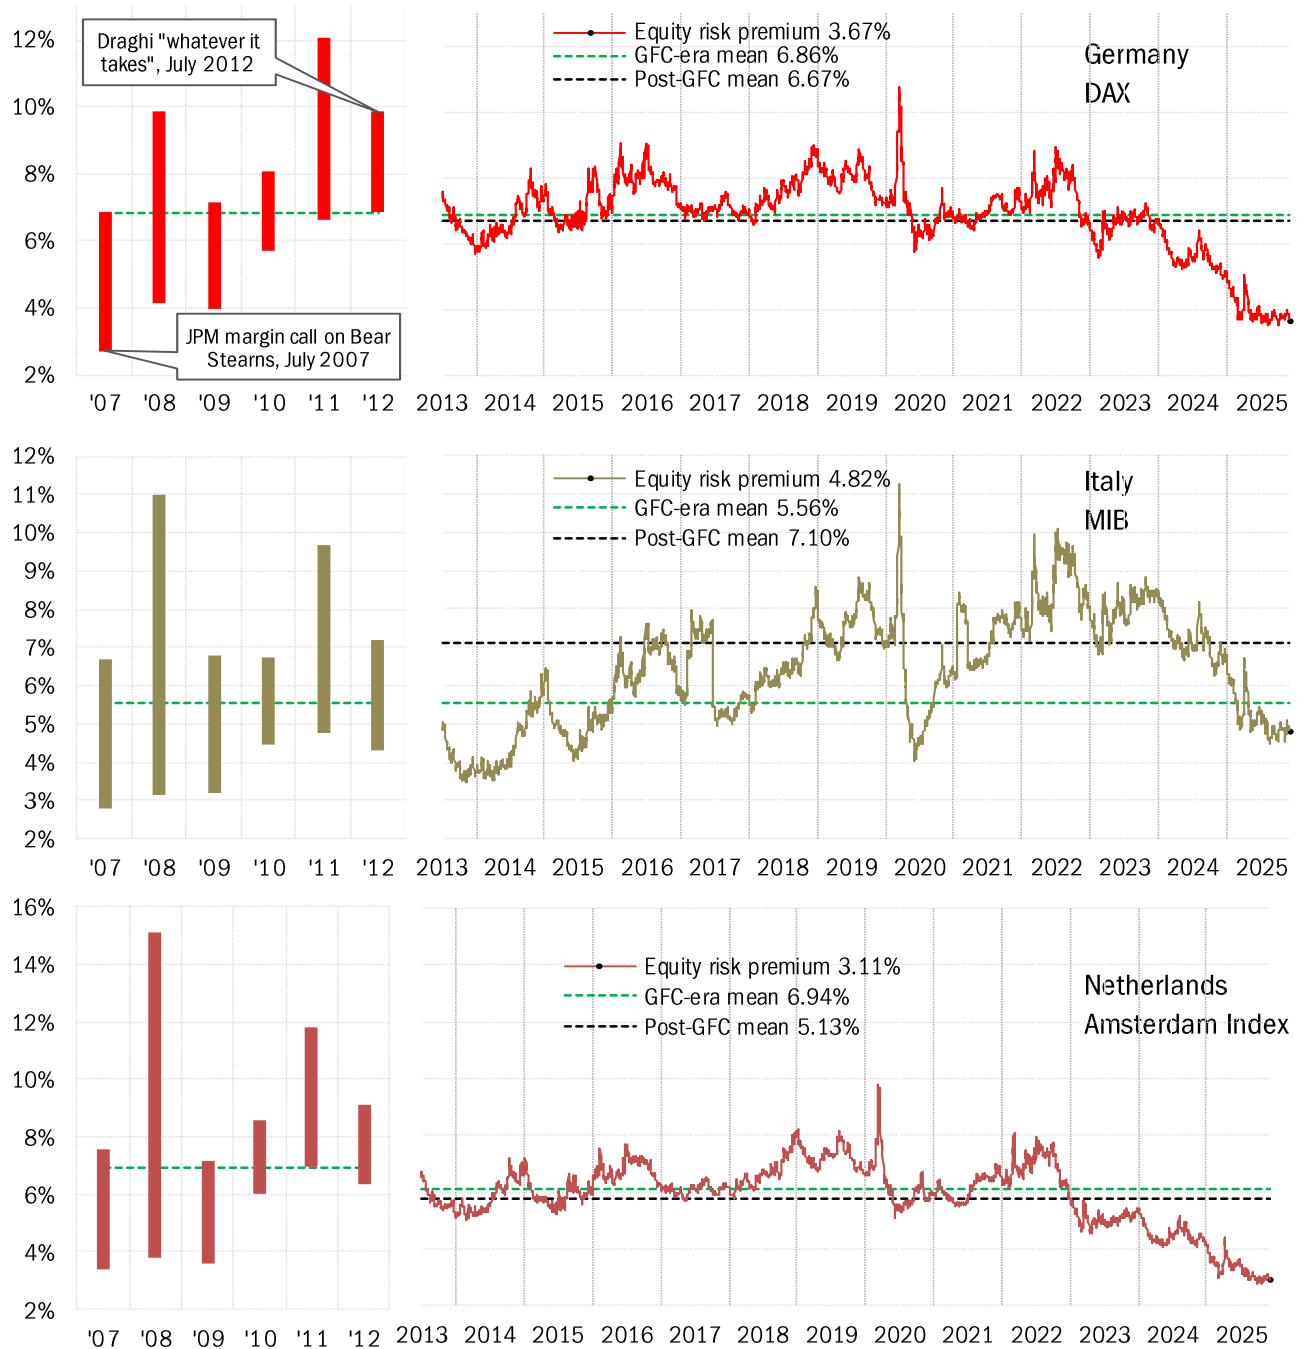 12%
10%
8%
6%
4%
2%
Draghi "whatever it
takes", July 2012
JPM margin call on Bear
Stearns, July 2007
'07 '08 '09 '10 '11 '12
Equity risk premium 3.67%
GFC-era mean 6.86%
Post-GFC mean 6.67%
Germany
DAX
2013 2014 2015 2016 2017 2018 2019 2020 2021 2022 2023 2024 2025
12%
11%
10%
9%
8%
7%
6%
5%
4%
3%
2%
'07 '08 '09 '10 '11 '12
Equity risk premium 4.82%
GFC-era mean 5.56%
Post-GFC mean 7.10%
Italy
MIB
2013 2014 2015 2016 2017 2018 2019 2020 2021 2022 2023 2024 2025
16%
14%
12%
10%
8%
6%
4%
2%
'07 '08 '09 '10 '11 '12
Equity risk premium 3.11%
GFC-era mean 6.94%
Post-GFC mean 5.13%
Netherlands
Amsterdam Index
2013 2014 2015 2016 2017 2018 2019 2020 2021 2022 2023 2024 2025